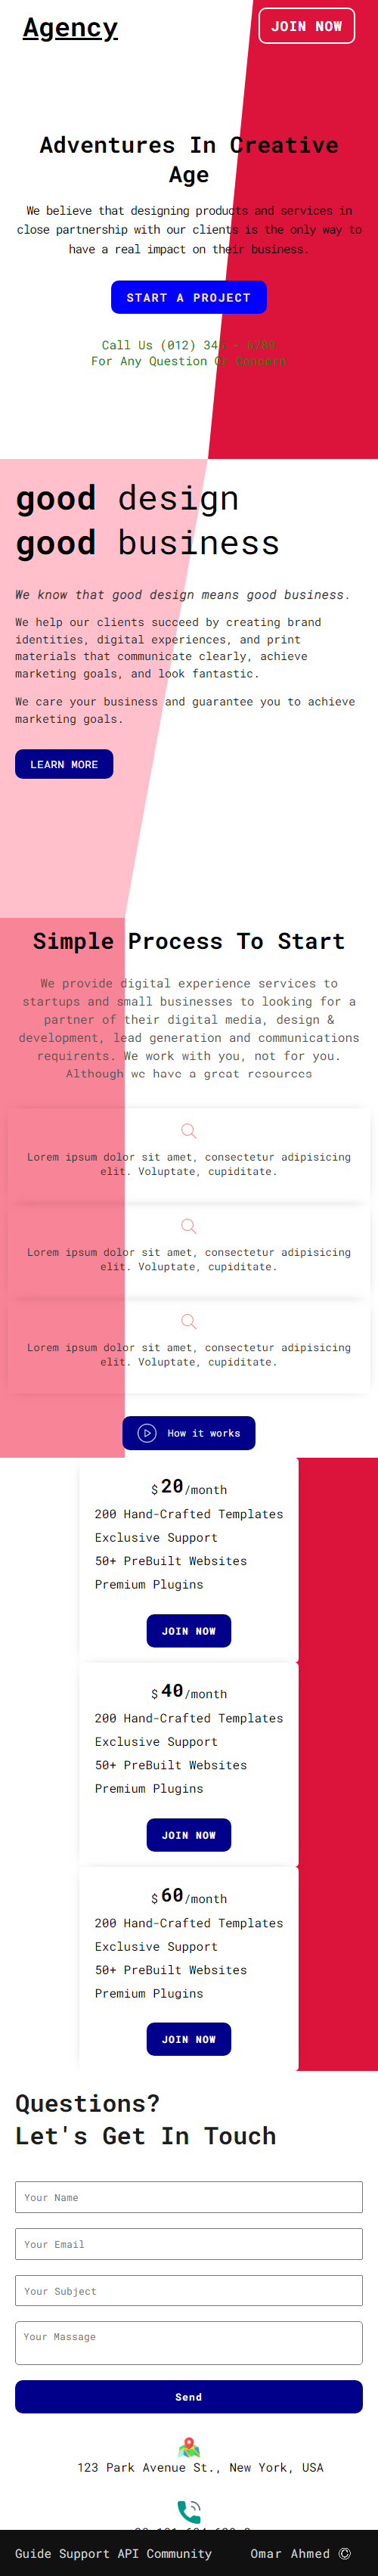 Agency
JOIN NOW
Adventures In Creative
Age
We believe that designing products and services in
close partnership with our clients is the only way to
have a real impact on their business.
START A PROJECT
Call Us (012) 345 - 6789
For Any Question Or Concern
good design
good business
We know that good design means good business.
We help our clients succeed by creating brand
identities, digital experiences, and print
materials that communicate clearly, achieve
marketing goals, and look fantastic.
We care your business and guarantee you to achieve
marketing goals.
LEARN MORE
Simple Process To Start
We provide digital experience services to
startups and small businesses to looking for a
partner of their digital media, design &
development, lead generation and communications
requirents. We work with you, not for you.
Although we have a great resources
Lorem ipsum dolor sit amet, consectetur adipisicing
elit. Voluptate, cupiditate.
Lorem ipsum dolor sit amet, consectetur adipisicing
elit. Voluptate, cupiditate.
Lorem ipsum dolor sit amet, consectetur adipisicing
elit. Voluptate, cupiditate.
How it works
$ 20/month
200 Hand-Crafted Templates
Exclusive Support
50+ PreBuilt Websites
Premium Plugins
JOIN NOW
$ 40/month
200 Hand-Crafted Templates
Exclusive Support
50+ PreBuilt Websites
Premium Plugins
JOIN NOW
$ 60/month
200 Hand-Crafted Templates
Exclusive Support
50+ PreBuilt Websites
Premium Plugins
JOIN NOW
Questions?
Let's Get In Touch
Your Name
Your Email
Your Subject
Your Massage
Send
123 Park Avenue St., New York, USA
Guide Support API Community
Omar Ahmed ©